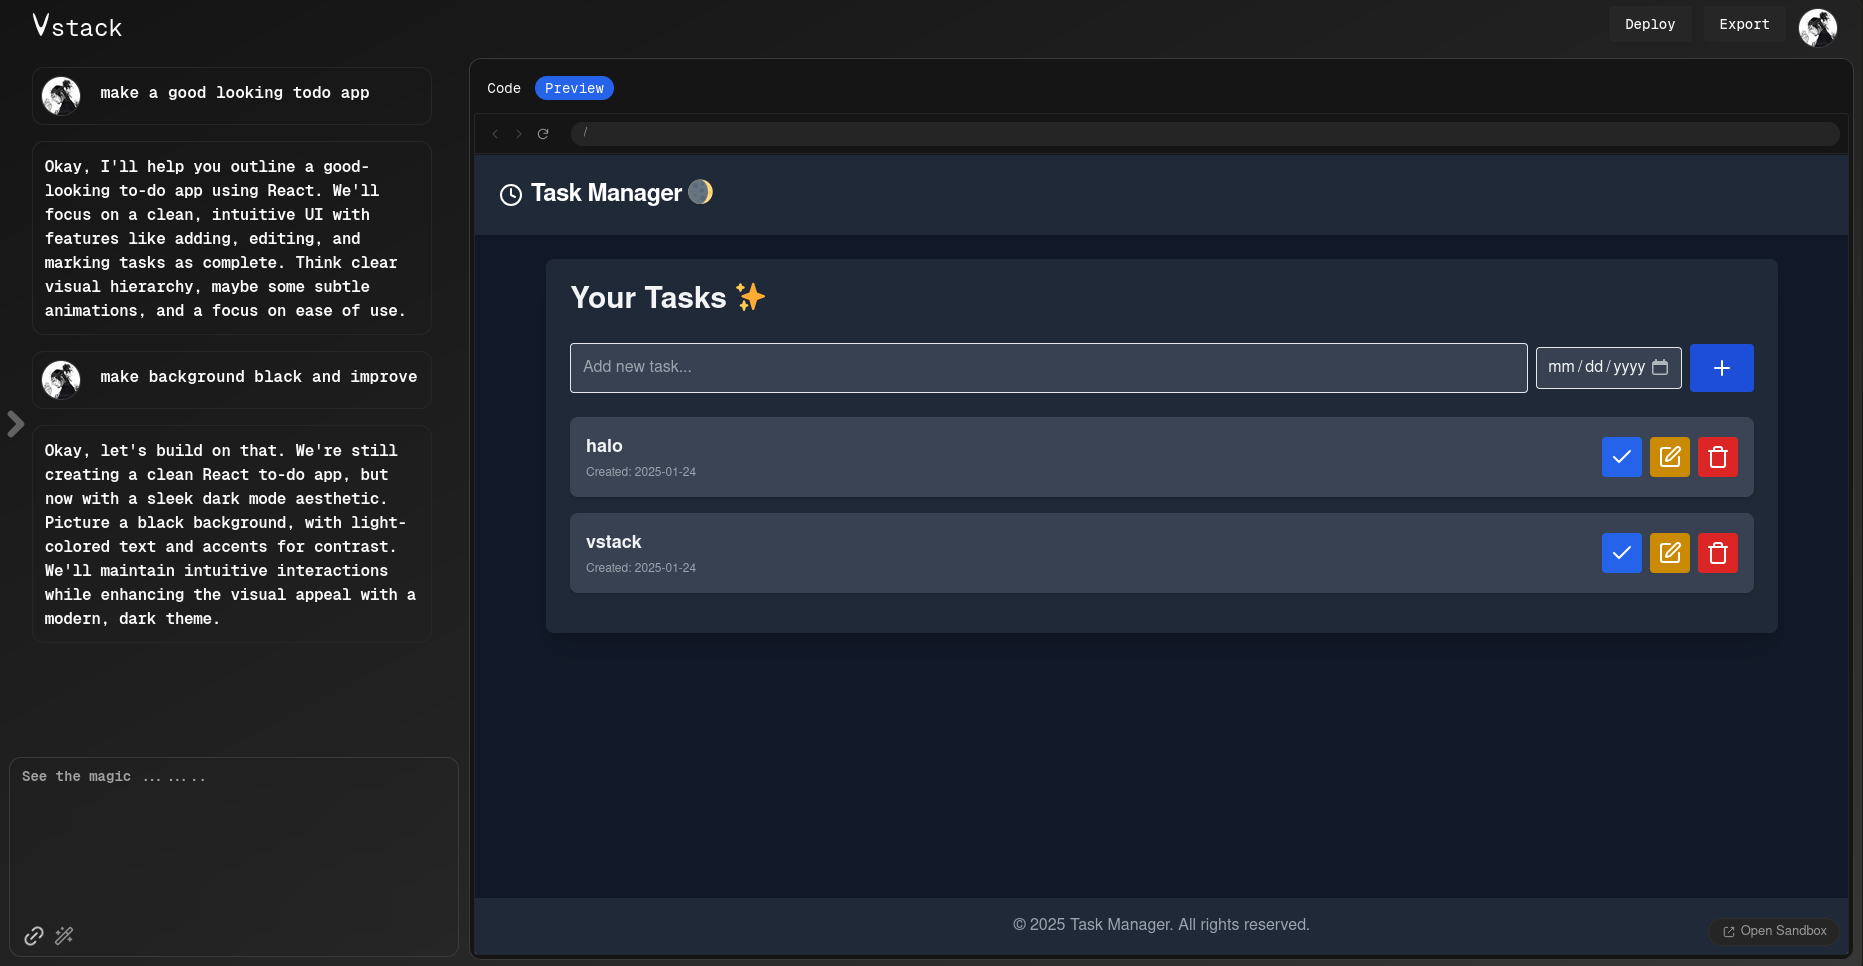 Vstack
Deploy
Export
make a good looking todo app
Okay, I'll help you outline a good-
looking to-do app using React. We'll
focus on a clean, intuitive UI with
features like adding, editing, and
marking tasks as complete. Think clear
visual hierarchy, maybe some subtle
animations, and a focus on ease of use.
make background black and improve
Okay, let's build on that. We're still
creating a clean React to-do app, but
now with a sleek dark mode aesthetic.
Picture a black background, with light-
colored text and accents for contrast.
We'll maintain intuitive interactions
while enhancing the visual appeal with a
modern, dark theme.
See the magic ........
Code
Preview
/
Task Manager 🌒
Your Tasks ✨
Add new task...
mm/dd/yyyy
+
halo
Created: 2025-01-24
vstack
Created: 2025-01-24
© 2025 Task Manager. All rights reserved.
Open Sandbox